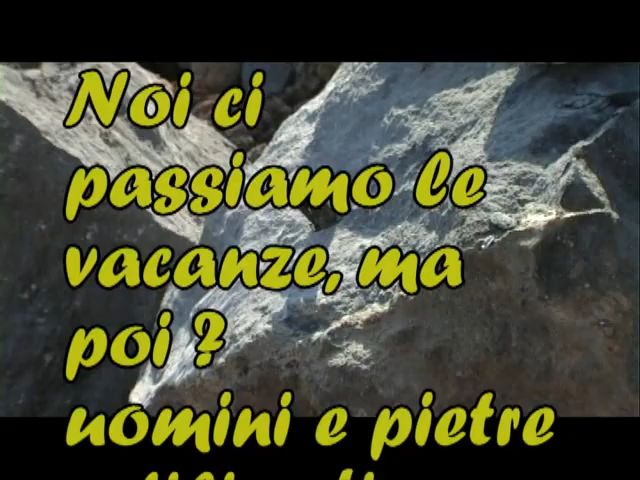 Noi ci
passiamo le
vacanze, ma
poi ?
uomini e pietre